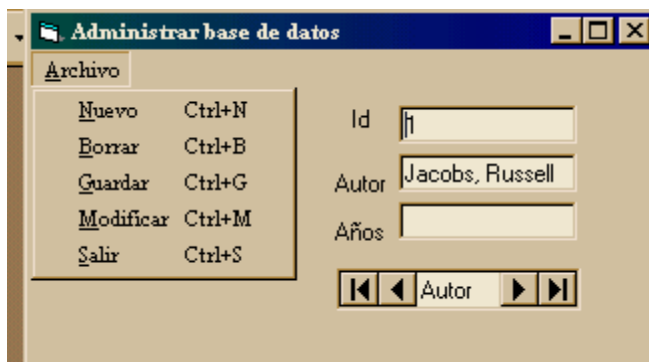 Administrar base de datos
Archivo
Nuevo Ctrl+N
Borrar Ctrl+B
Guardar Ctrl+G
Modificar Ctrl+M
Salir Ctrl+S
Id 1
Autor Jacobs, Russell
Años
Autor